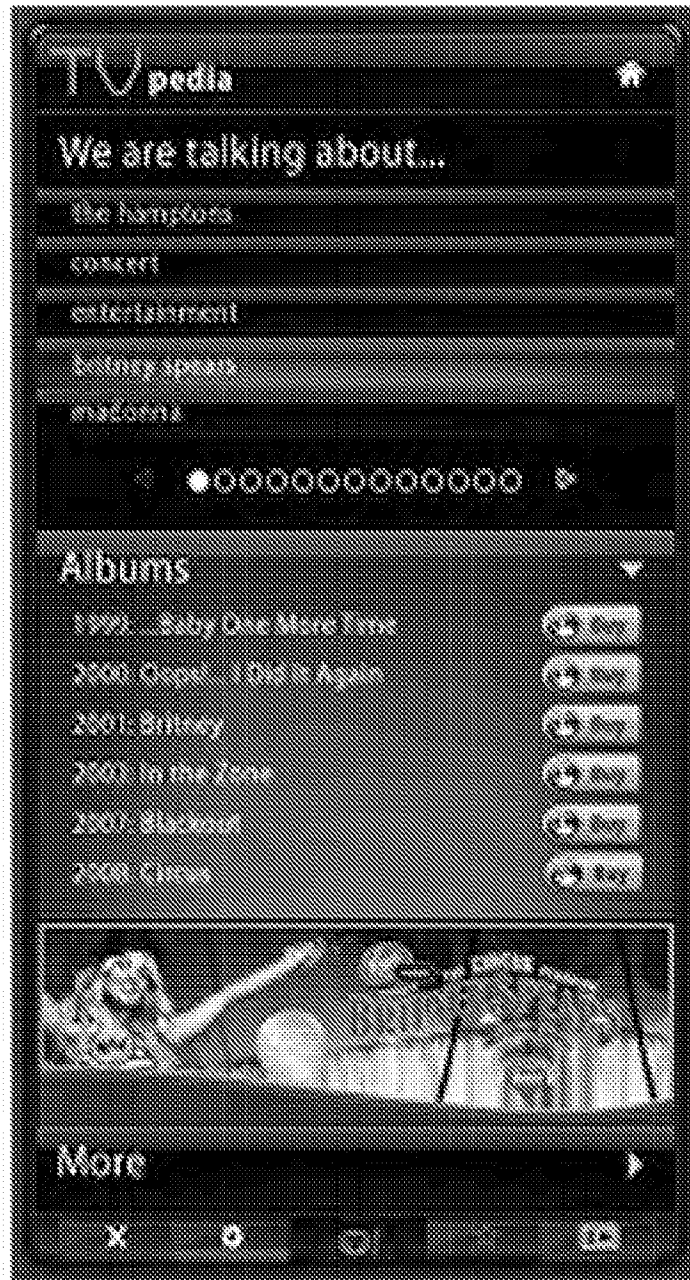 TV pedia
We are talking about...
the hamptons
concert
entertainment
britney spears
madonna
Albums
1999: ...Baby One More Time
2000: Oops!... I Did It Again
2001: Britney
2003: In the Zone
2007: Blackout
2008: Circus
CIRCUS
More